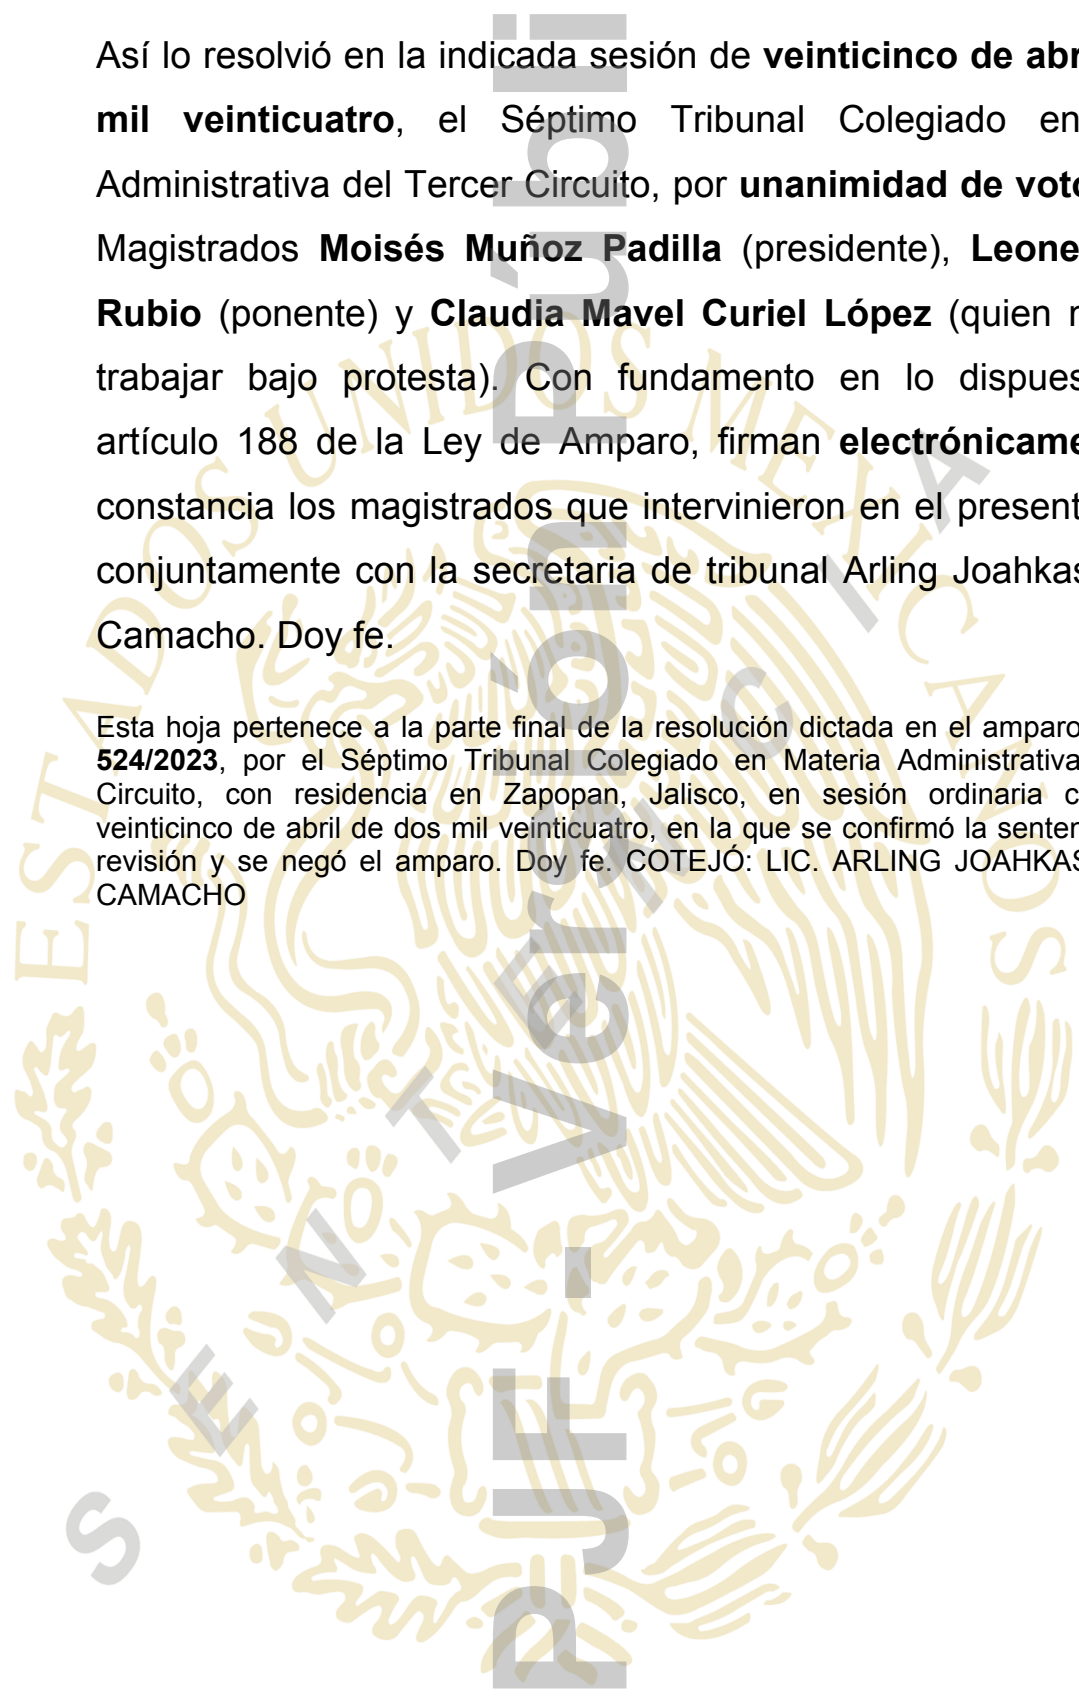 Así lo resolvió en la indicada sesión de veinticinco de abr
mil veinticuatro, el Séptimo Tribunal Colegiado en
Administrativa del Tercer Circuito, por unanimidad de voto
Magistrados Moisés Muñoz Padilla (presidente), Leone
Rubio (ponente) y Claudia Mavel Curiel López (quien
trabajar bajo protesta). Con fundamento en lo dispues
artículo 188 de la Ley de Amparo, firman electrónicame
constancia los magistrados que intervinieron en el present
conjuntamente con la secretaria de tribunal Arling Joahkas
Camacho. Doy fe.
Esta hoja pertenece a la parte final de la resolución dictada en el amparo
524/2023, por el Séptimo Tribunal Colegiado en Materia Administrativa
Circuito, con residencia en Zapopan, Jalisco, en sesión ordinaria c
veinticinco de abril de dos mil veinticuatro, en la que se confirmó la senten
revisión y se negó el amparo. Doy fe. COTEJÓ: LIC. ARLING JOAHKAS
CAMACHO
PJF - Versión Públi
SENTENCIA
ESTADOS UNIDOS MEXICANOS